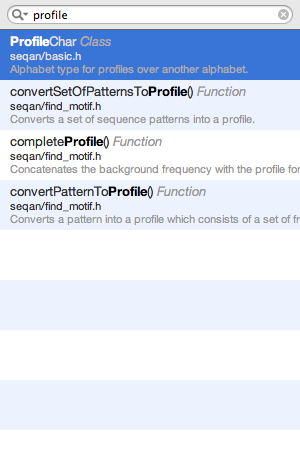 profile
ProfileChar Class
seqan/basic.h
Alphabet type for profiles over another alphabet.
convertSetOfPatternsToProfile() Function
seqan/find_motif.h
Converts a set of sequence patterns into a profile.
completeProfile() Function
seqan/find_motif.h
Concatenates the background frequency with the profile for
convertPatternToProfile() Function
seqan/find_motif.h
Converts a pattern into a profile which consists of a set of fr